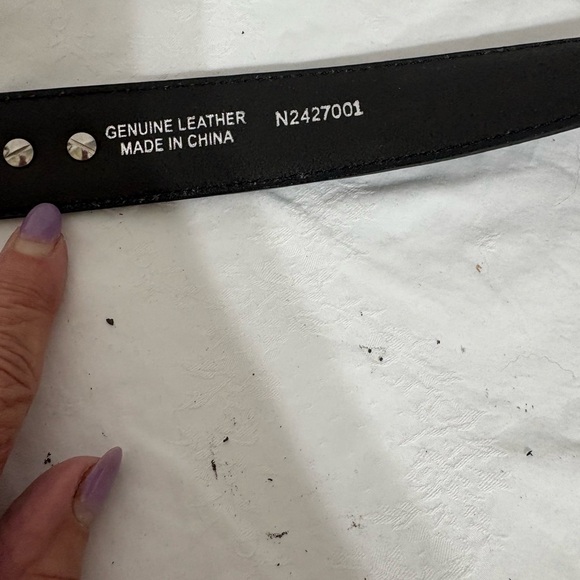 GENUINE LEATHER N2427001
MADE IN CHINA